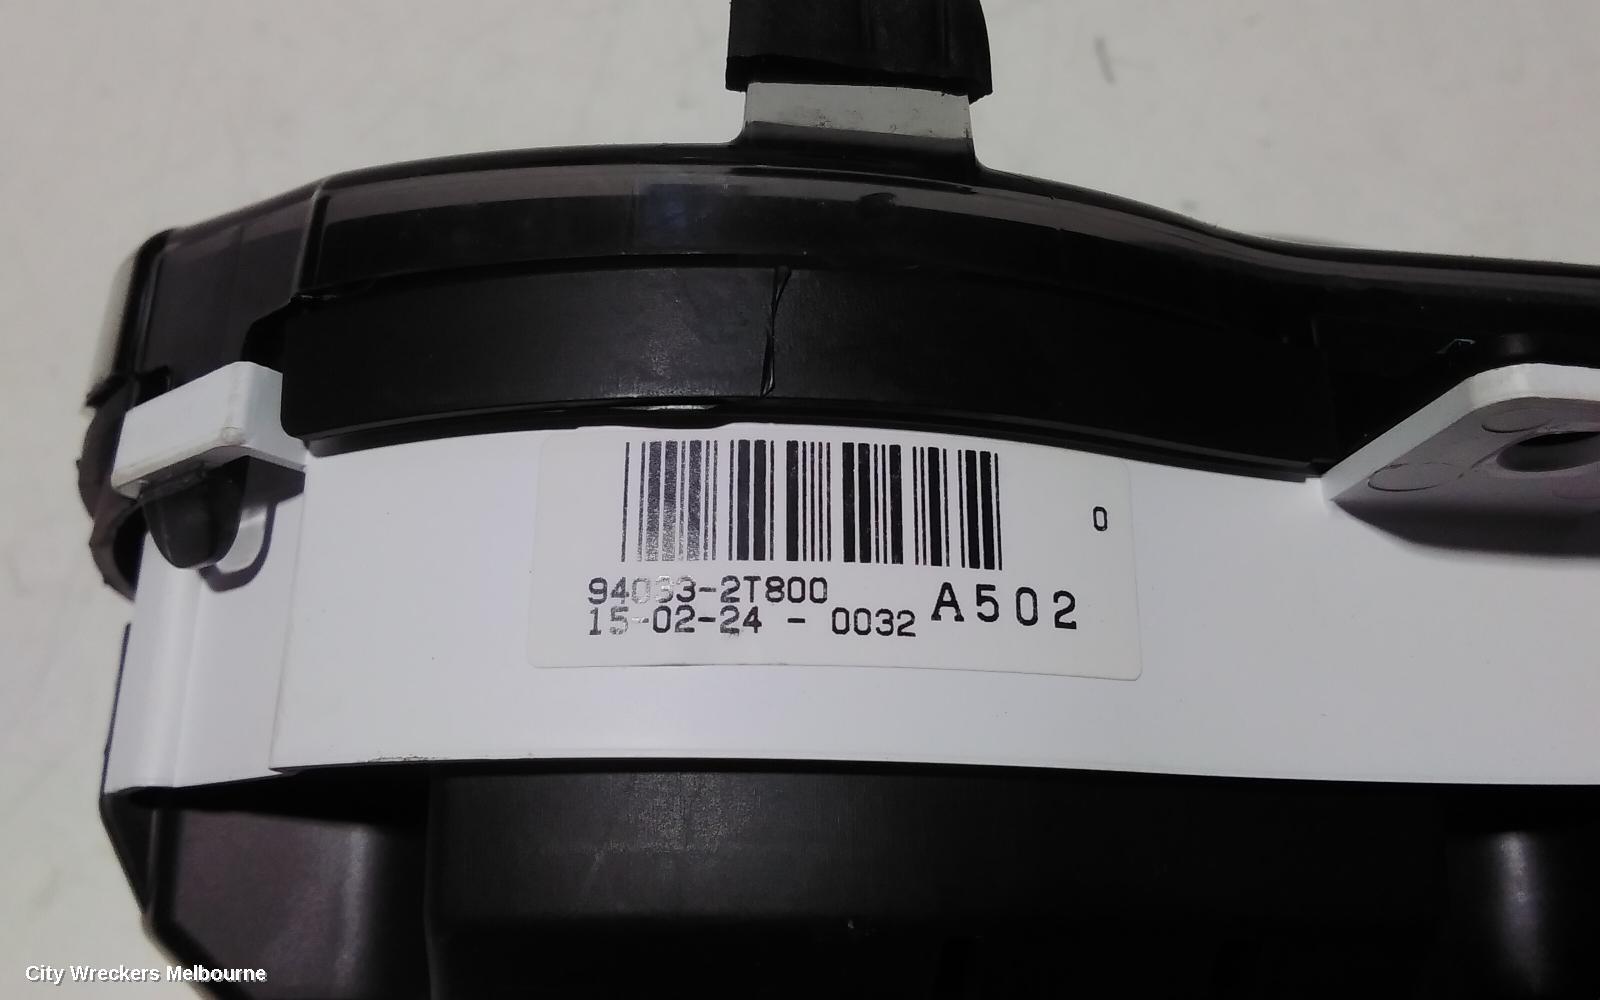 0
94033-2T800
15-02-24 - 0032 A502
City Wreckers Melbourne